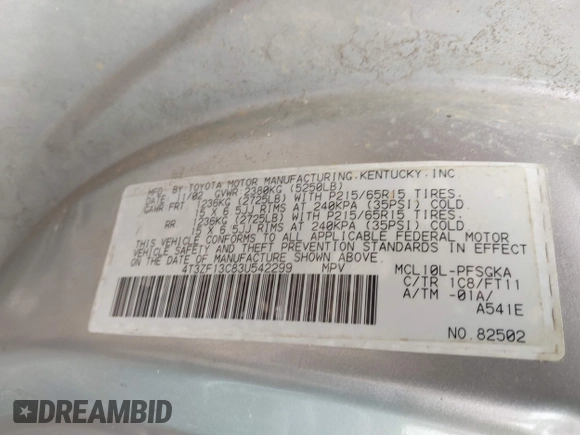 MFD. BY TOYOTA MOTOR MANUFACTURING, KENTUCKY, INC
DATE 11/02 GVWR 2380KG (5250LB)
GAWR FRT 1236KG (2725LB) WITH P215/65R15 TIRES.
15 X 6.5JJ RIMS AT 240KPA (35PSI) COLD.
RR 1236KG (2725LB) WITH P215/65R15 TIRES.
15 X 6.5JJ RIMS AT 240KPA (35PSI) COLD.
THIS VEHICLE CONFORMS TO ALL APPLICABLE FEDERAL MOTOR
VEHICLE SAFETY AND THEFT PREVENTION STANDARDS IN EFFECT
ON THE DATE OF MANUFACTURE SHOWN ABOVE.
4T3ZF13C83U542299 MPV
MCL10L-PFSGKA
C/TR 1C8/FT11
A/TM -01A/
A541E
NO.82502
DREAMBID